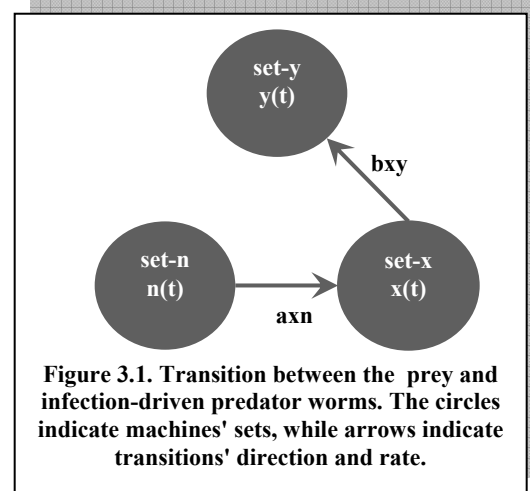 set-y
y(t)
bxy
set-n
n(t)
set-x
x(t)
axn
Figure 3.1. Transition between the prey and
infection-driven predator worms. The circles
indicate machines' sets, while arrows indicate
transitions' direction and rate.